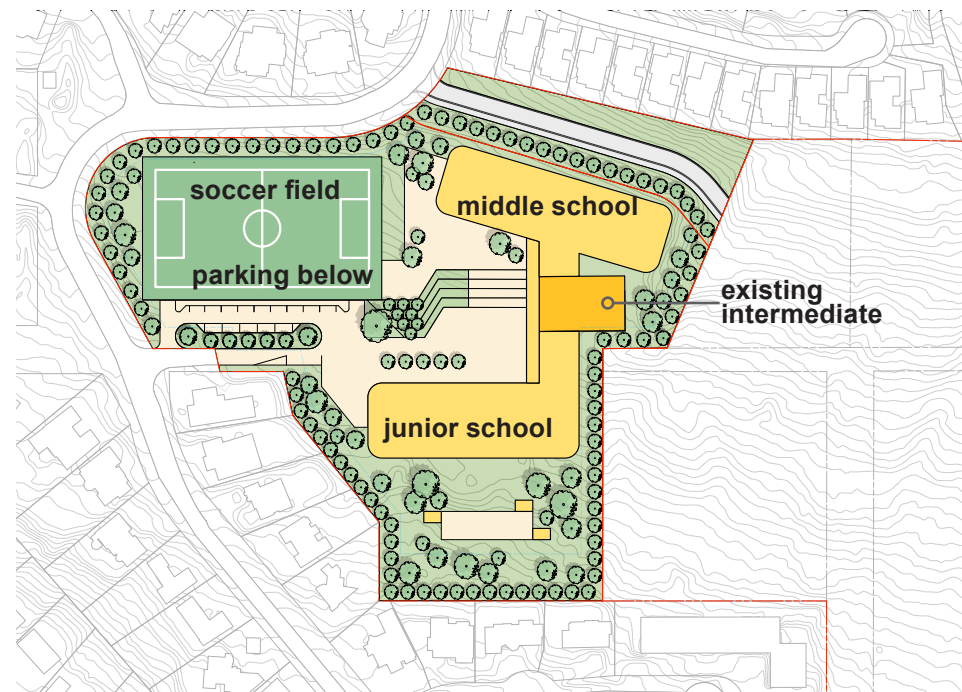 soccer field
parking below
middle school
existing
intermediate
junior school